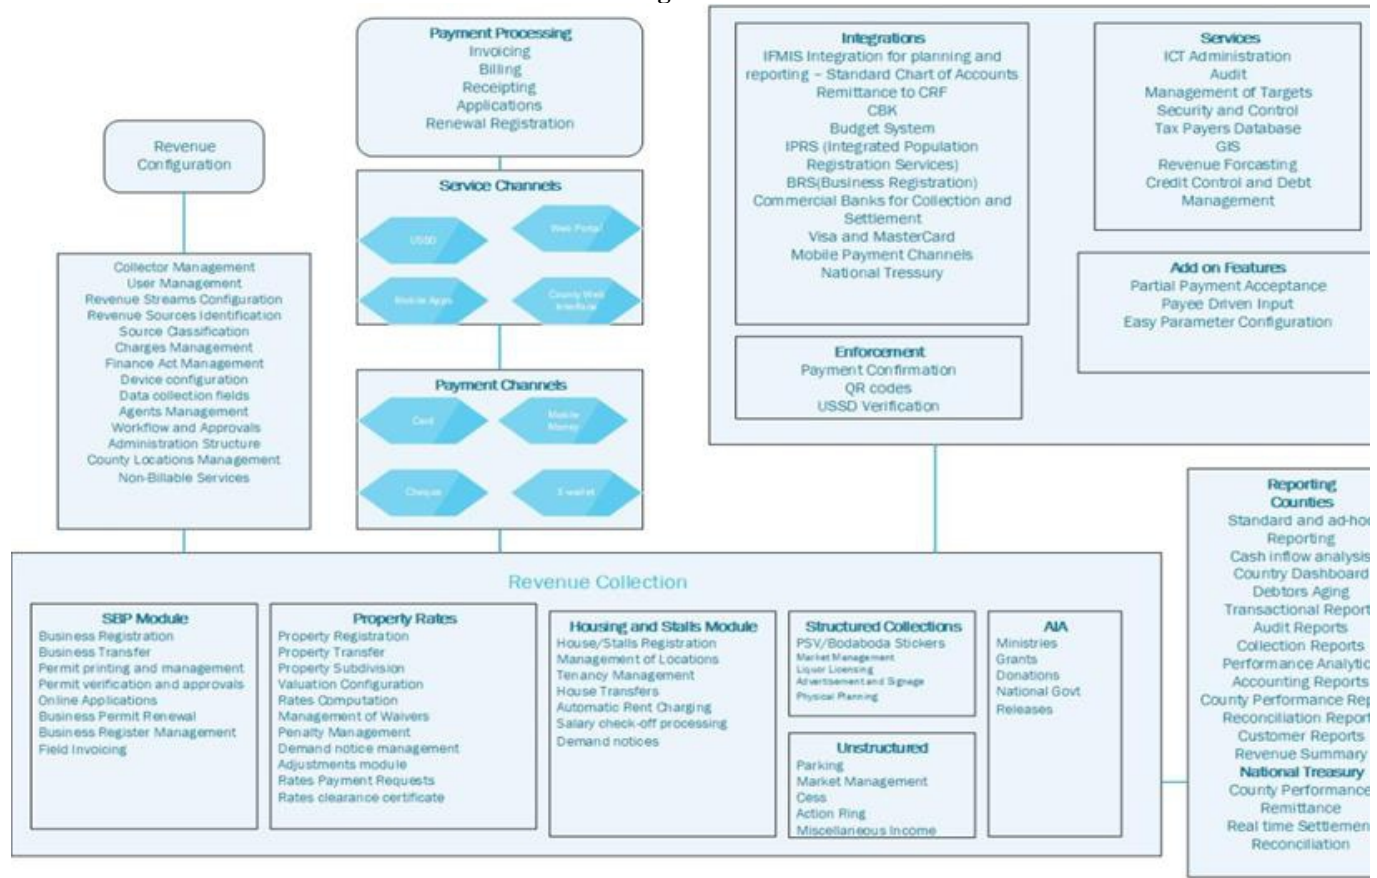 Payment Processing
Invoicing
Billing
Receipting
Applications
Renewal Registration
Revenue
Configuration
Service Channels
USSD
Web Portal
Mobile Apps
County Web
Interface
Collector Management
User Management
Revenue Streams Configuration
Revenue Sources Identification
Source Classification
Charges Management
Finance Act Management
Device configuration
Data collection fields
Agents Management
Workflow and Approvals
Administration Structure
County Locations Management
Non-Billable Services
Payment Channels
Card
Mobile
Money
Cheque
E-wallet
Integrations
IFMIS Integration for planning and
reporting – Standard Chart of Accounts
Remittance to CRF
CBK
Budget System
IPRS (Integrated Population
Registration Services)
BRS(Business Registration)
Commercial Banks for Collection and
Settlement
Visa and MasterCard
Mobile Payment Channels
National Tressury
Services
ICT Administration
Audit
Management of Targets
Security and Control
Tax Payers Database
GIS
Revenue Forcasting
Credit Control and Debt
Management
Add on Features
Partial Payment Acceptance
Payee Driven Input
Easy Parameter Configuration
Enforcement
Payment Confirmation
QR codes
USSD Verification
Revenue Collection
SBP Module
Business Registration
Business Transfer
Permit printing and management
Permit verification and approvals
Online Applications
Business Permit Renewal
Business Register Management
Field Invoicing
Property Rates
Property Registration
Property Transfer
Property Subdivision
Valuation Configuration
Rates Computation
Management of Waivers
Penalty Management
Demand notice management
Adjustments module
Rates Payment Requests
Rates clearance certificate
Housing and Stalls Module
House/Stalls Registration
Management of Locations
Tenancy Management
House Transfers
Automatic Rent Charging
Salary check-off processing
Demand notices
Structured Collections
PSV/Bodaboda Stickers
Market Management
Liquor Licensing
Advertisement and Signage
Physical Planning
Unstructured
Parking
Market Management
Cess
Action Ring
Miscellaneous Income
AIA
Ministries
Grants
Donations
National Govt
Releases
Reporting
Counties
Standard and ad-hoc
Reporting
Cash inflow analysis
Country Dashboard
Debtors Aging
Transactional Report
Audit Reports
Collection Reports
Performance Analytic
Accounting Reports
County Performance Rep
Reconciliation Report
Customer Reports
Revenue Summary
National Treasury
County Performance
Remittance
Real time Settlemen
Reconciliation